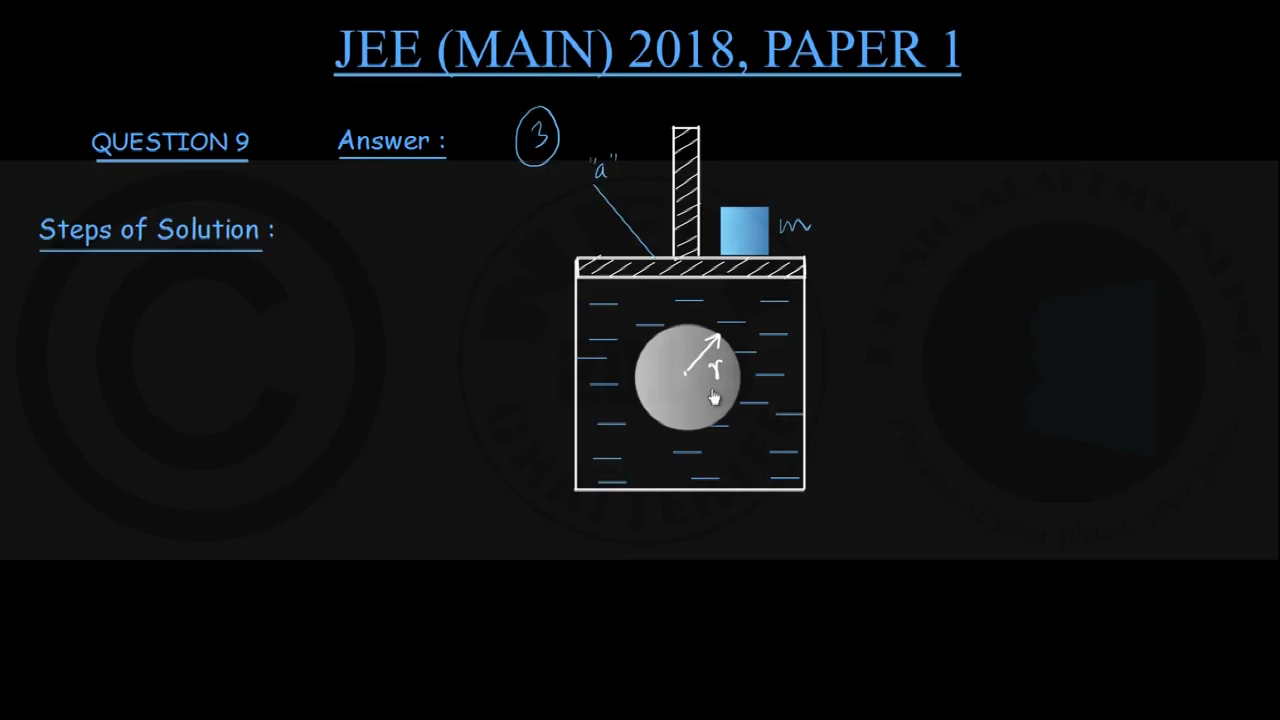 JEE (MAIN) 2018, PAPER 1
QUESTION 9
Answer :
3
"a"
Steps of Solution :
m
r